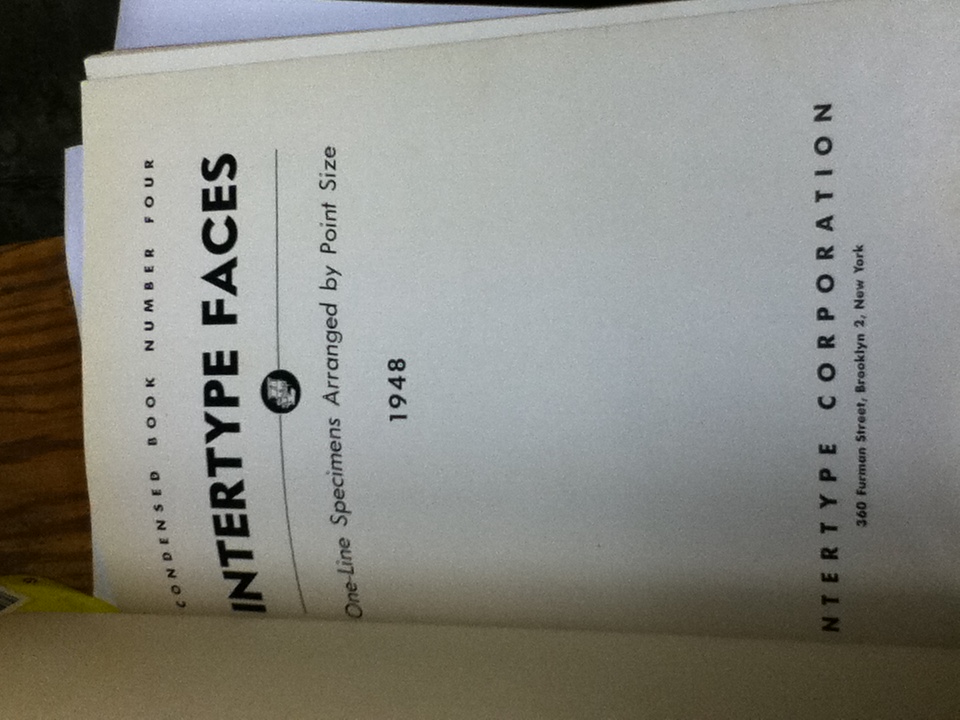 CONDENSED BOOK NUMBER FOUR
INTERTYPE FACES
One-Line Specimens Arranged by Point Size
1948
NTERTYPE CORPORATION
360 Furman Street, Brooklyn 2, New York